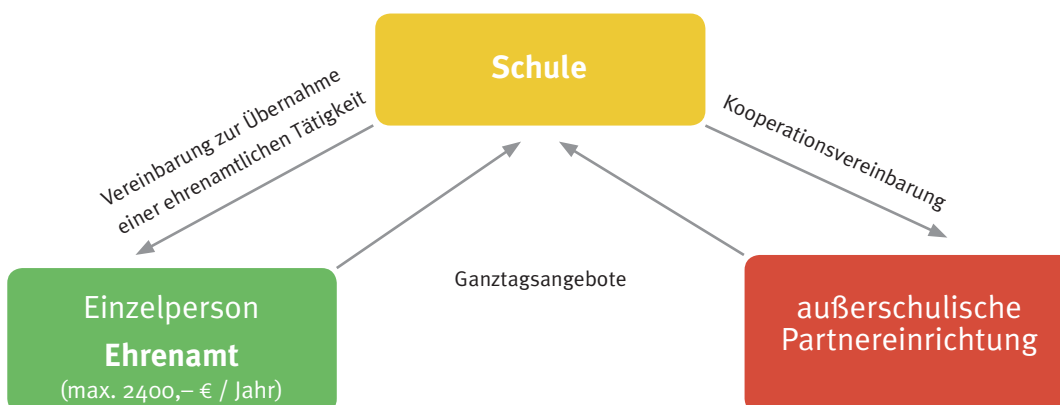 Schule
Vereinbarung zur Übernahme
einer ehrenamtlichen Tätigkeit
Kooperationsvereinbarung
Ganztagsangebote
Einzelperson
Ehrenamt
(max. 2400,– € / Jahr)
außerschulische
Partnereinrichtung